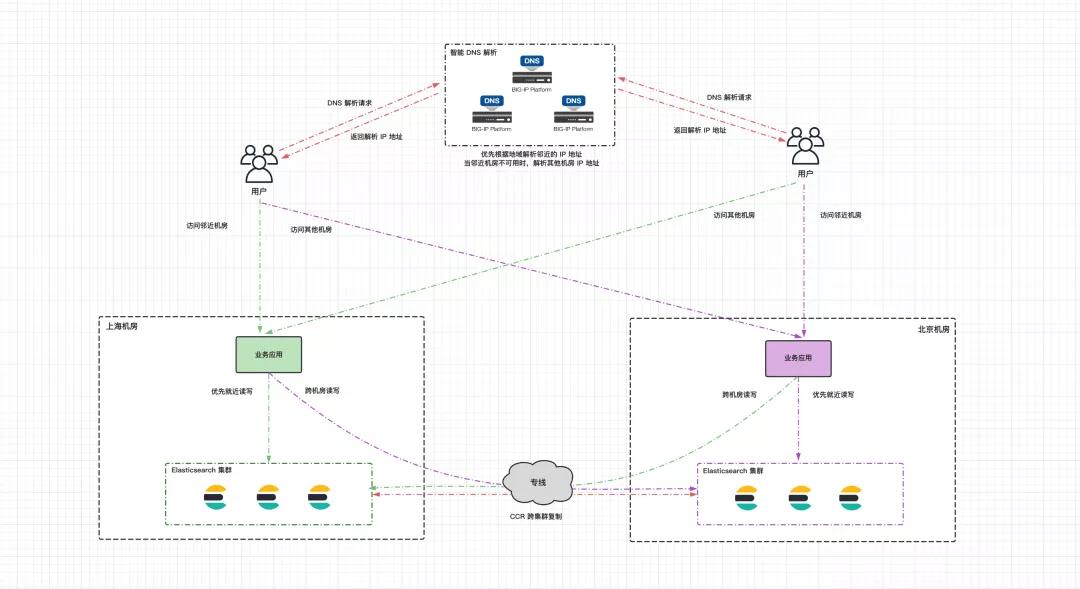 智能 DNS 解析
DNS
BIG-IP Platform
DNS
DNS
BIG-IP Platform
BIG-IP Platform
DNS 解析请求
返回解析 IP 地址
DNS 解析请求
返回解析 IP 地址
优先根据地域解析邻近的 IP 地址
当邻近机房不可用时，解析其他机房 IP 地址
用户
用户
访问邻近机房
访问其他机房
访问其他机房
访问邻近机房
上海机房
北京机房
业务应用
业务应用
优先就近读写
跨机房读写
跨机房读写
优先就近读写
Elasticsearch 集群
Elasticsearch 集群
专线
CCR 跨集群复制